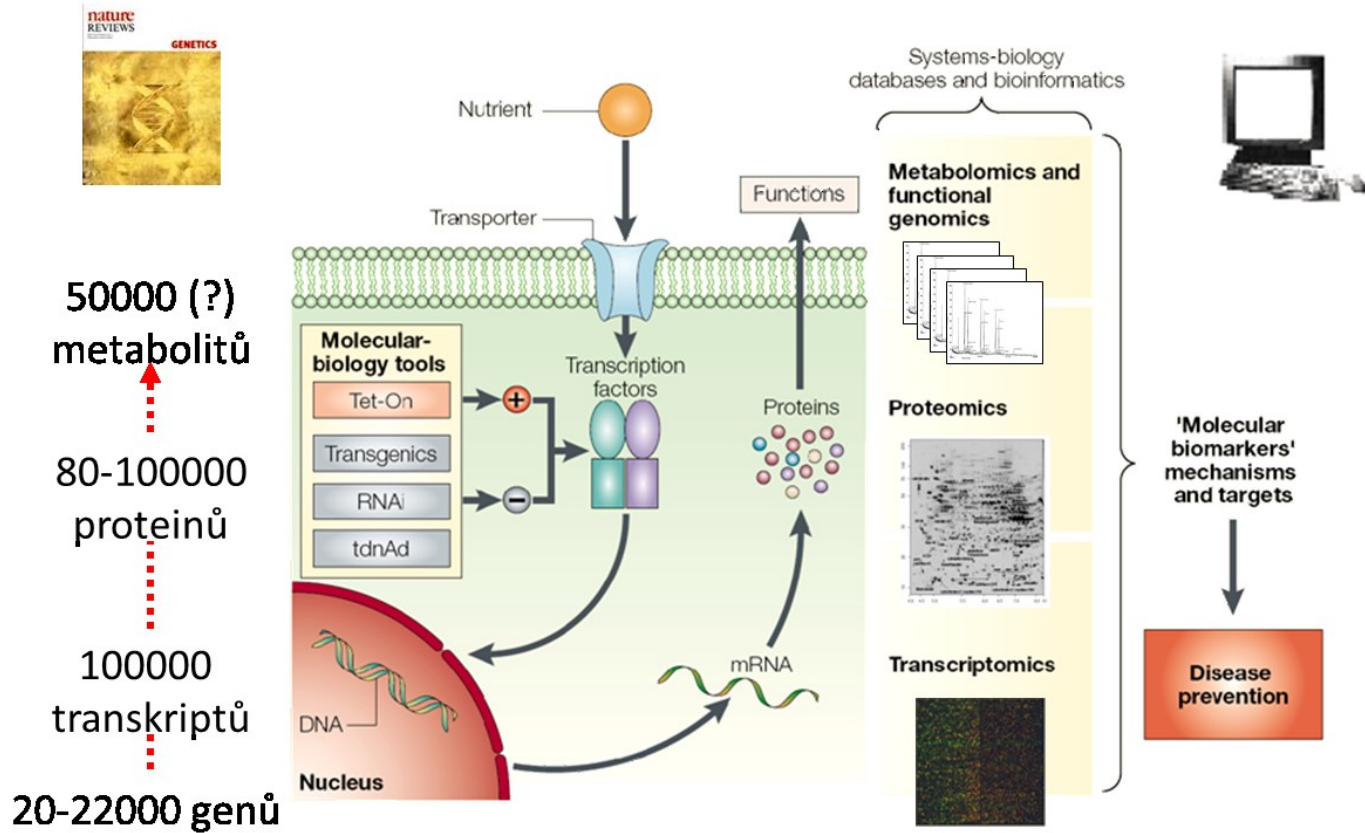 nature
REVIEWS
GENETICS
50000 (?)
metabolitů
80-100000
proteinů
100000
transkriptů
20-22000 genů
Nutrient
Transporter
Molecular-
biology tools
Tet-On
Transgenics
RNAi
tdnAd
+
−
Transcription
factors
DNA
Nucleus
mRNA
Proteins
Functions
Systems-biology
databases and bioinformatics
Metabolomics and
functional
genomics
Proteomics
Transcriptomics
'Molecular
biomarkers'
mechanisms
and targets
Disease
prevention